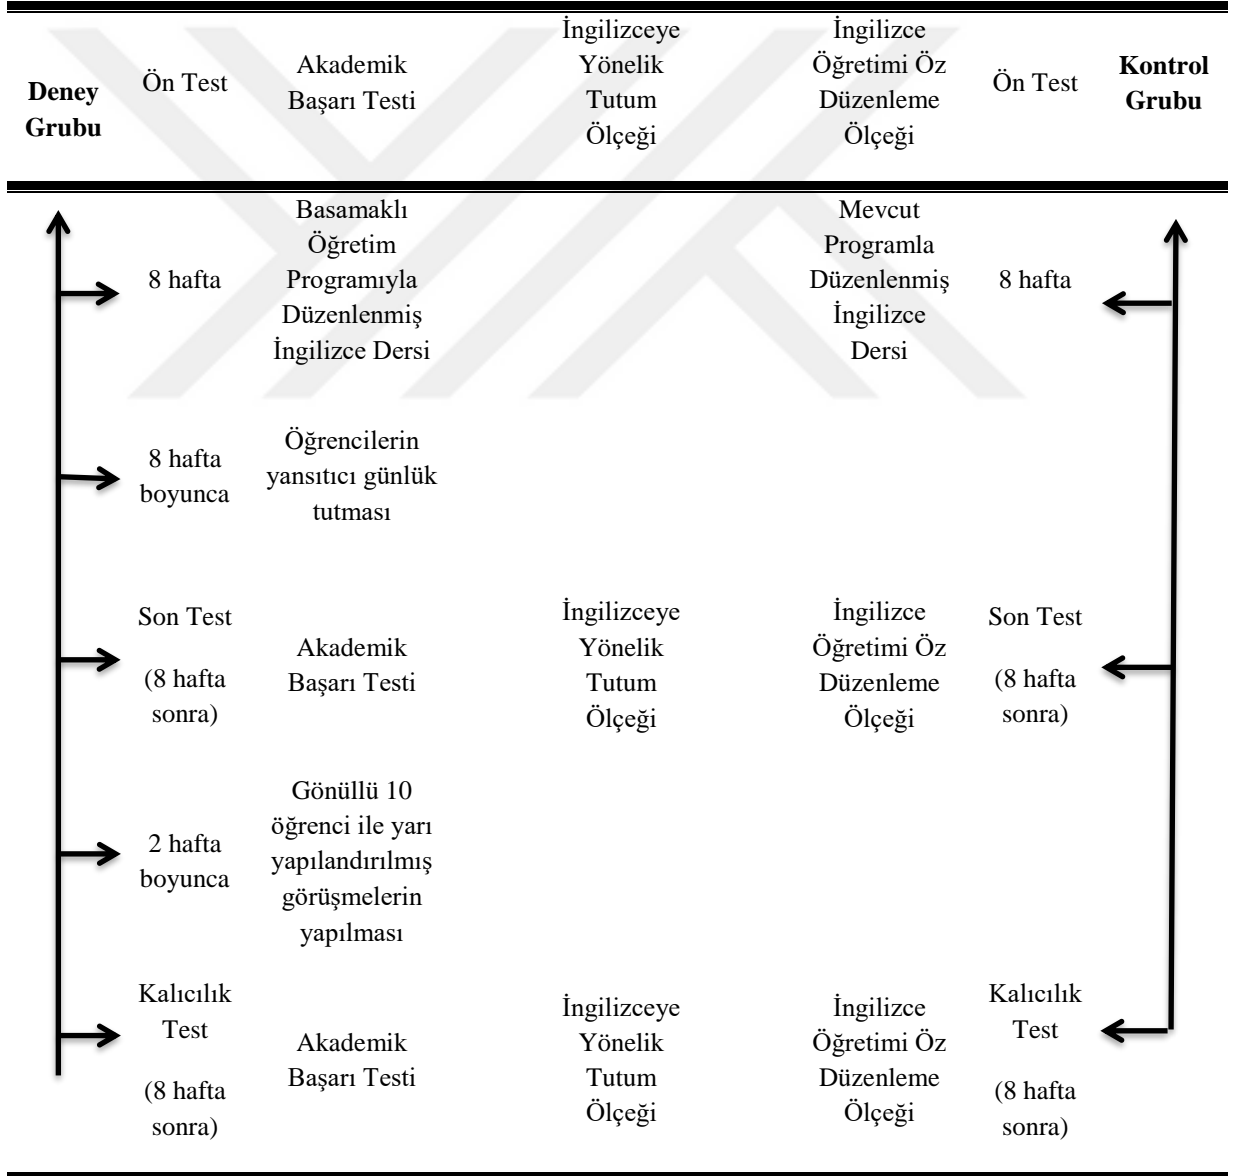 Deney
Grubu
Ön Test
Akademik
Başarı Testi
İngilizceye
Yönelik
Tutum
Ölçeği
İngilizce
Öğretimi Öz
Düzenleme
Ölçeği
Ön Test
Kontrol
Grubu
8 hafta
Basamaklı
Öğretim
Programıyla
Düzenlenmiş
İngilizce Dersi
Mevcut
Programla
Düzenlenmiş
İngilizce
Dersi
8 hafta
8 hafta
boyunca
Öğrencilerin
yansıtıcı günlük
tutması
Son Test
(8 hafta
sonra)
Akademik
Başarı Testi
İngilizceye
Yönelik
Tutum
Ölçeği
İngilizce
Öğretimi Öz
Düzenleme
Ölçeği
Son Test
(8 hafta
sonra)
2 hafta
boyunca
Gönüllü 10
öğrenci ile yarı
yapılandırılmış
görüşmelerin
yapılması
Kalıcılık
Test
(8 hafta
sonra)
Akademik
Başarı Testi
İngilizceye
Yönelik
Tutum
Ölçeği
İngilizce
Öğretimi Öz
Düzenleme
Ölçeği
Kalıcılık
Test
(8 hafta
sonra)